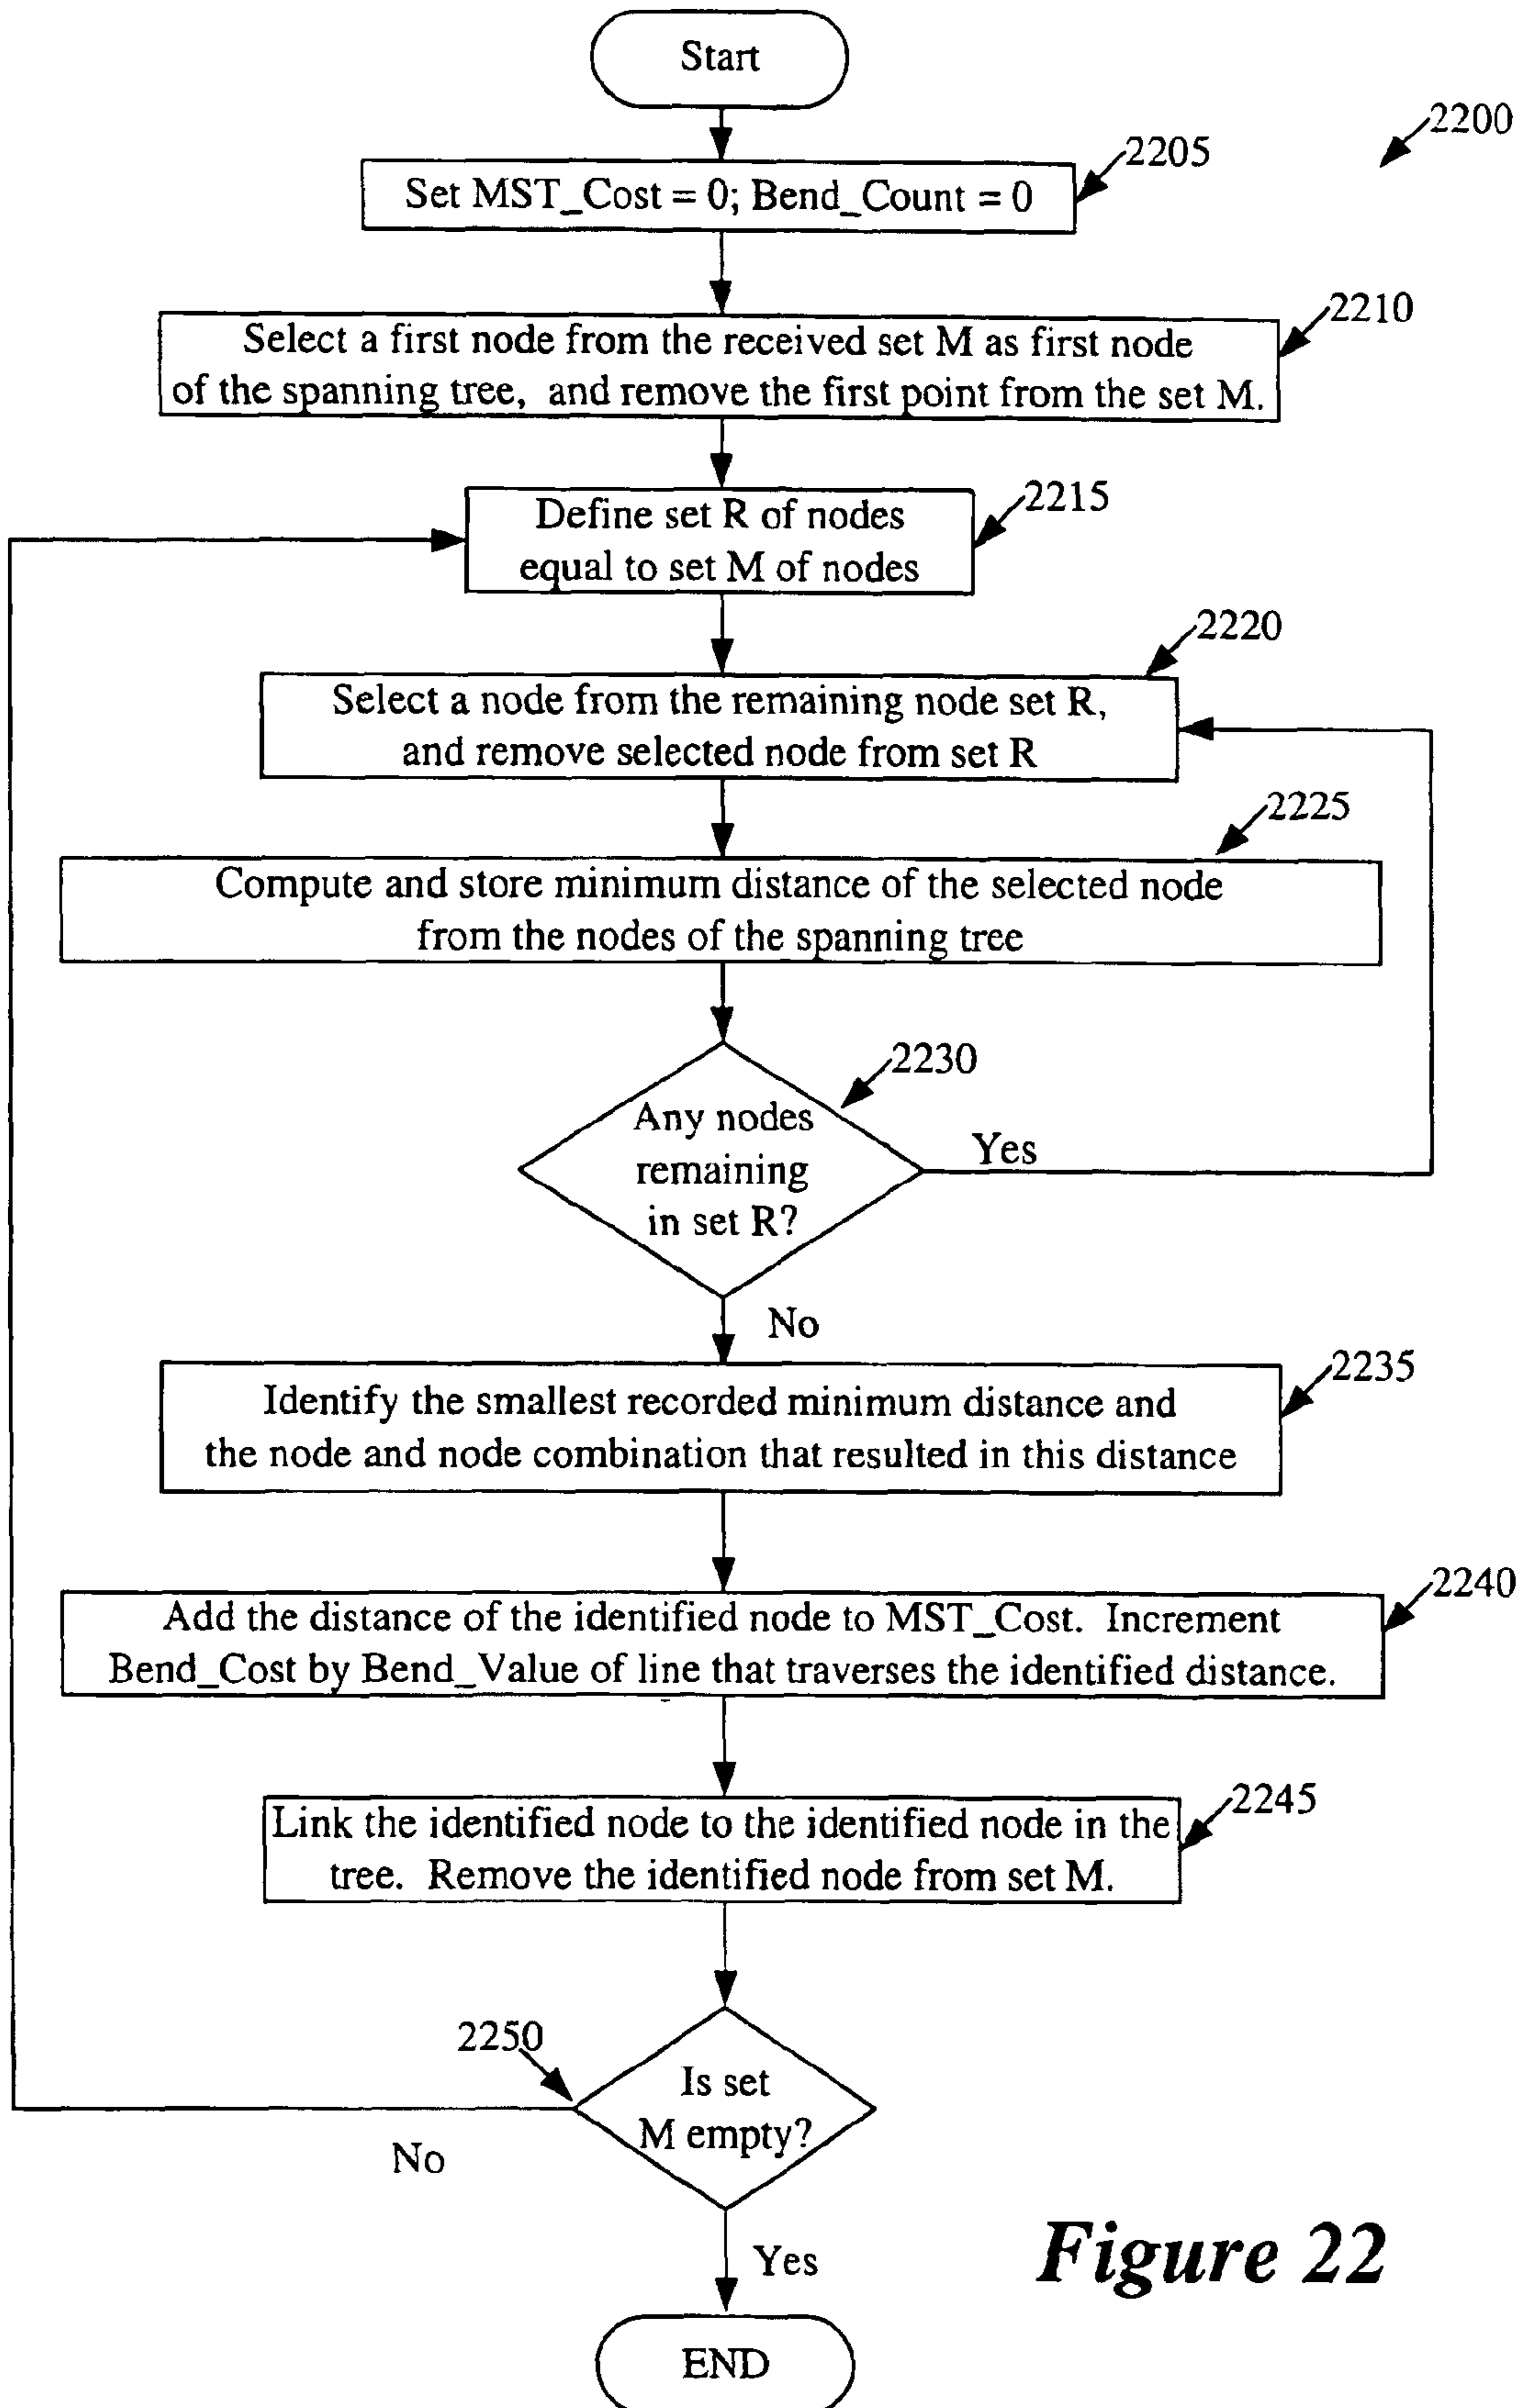 Start
2200
2205
Set MST_Cost = 0; Bend_Count = 0
2210
Select a first node from the received set M as first node
of the spanning tree, and remove the first point from the set M.
2215
Define set R of nodes
equal to set M of nodes
2220
Select a node from the remaining node set R,
and remove selected node from set R
2225
Compute and store minimum distance of the selected node
from the nodes of the spanning tree
2230
Any nodes
remaining
in set R?
Yes
No
2235
Identify the smallest recorded minimum distance and
the node and node combination that resulted in this distance
2240
Add the distance of the identified node to MST_Cost. Increment
Bend_Cost by Bend_Value of line that traverses the identified distance.
2245
Link the identified node to the identified node in the
tree. Remove the identified node from set M.
2250
Is set
M empty?
No
Yes
Figure 22
END